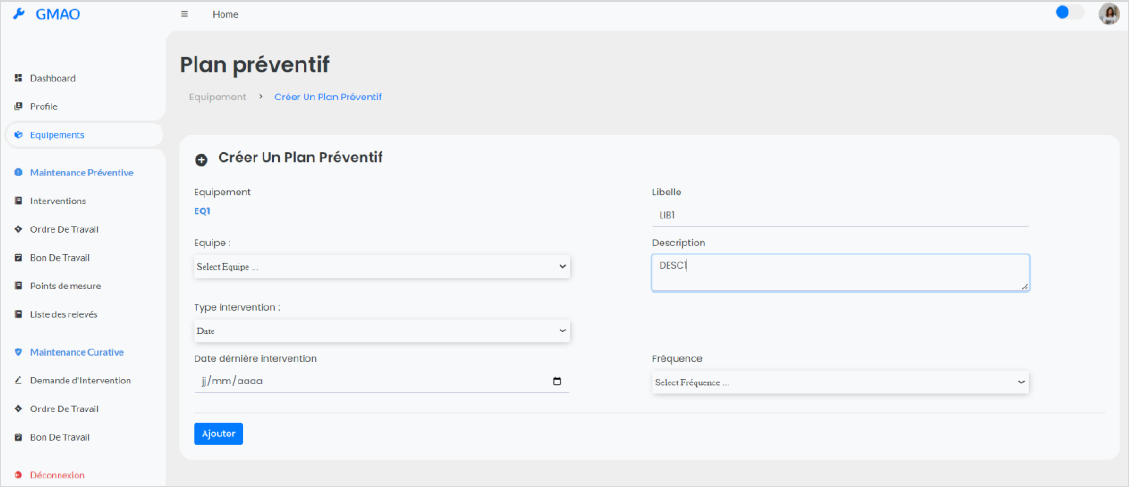 GMAO
Home
Dashboard
Profile
Equipements
Maintenance Préventive
Interventions
Ordre De Travail
Bon De Travail
Points de mesure
Liste des relevés
Maintenance Curative
Demande d'Intervention
Ordre De Travail
Bon De Travail
Déconnexion
Plan préventif
Equipement > Créer Un Plan Préventif
Créer Un Plan Préventif
Equipement
EQ1
Libelle
LIB1
Equipe :
Select Equipe ...
Description
DESC1
Type intervention :
Date
Date dérnière intervention
jj/mm/aaaa
Fréquence
Select Fréquence ...
Ajouter